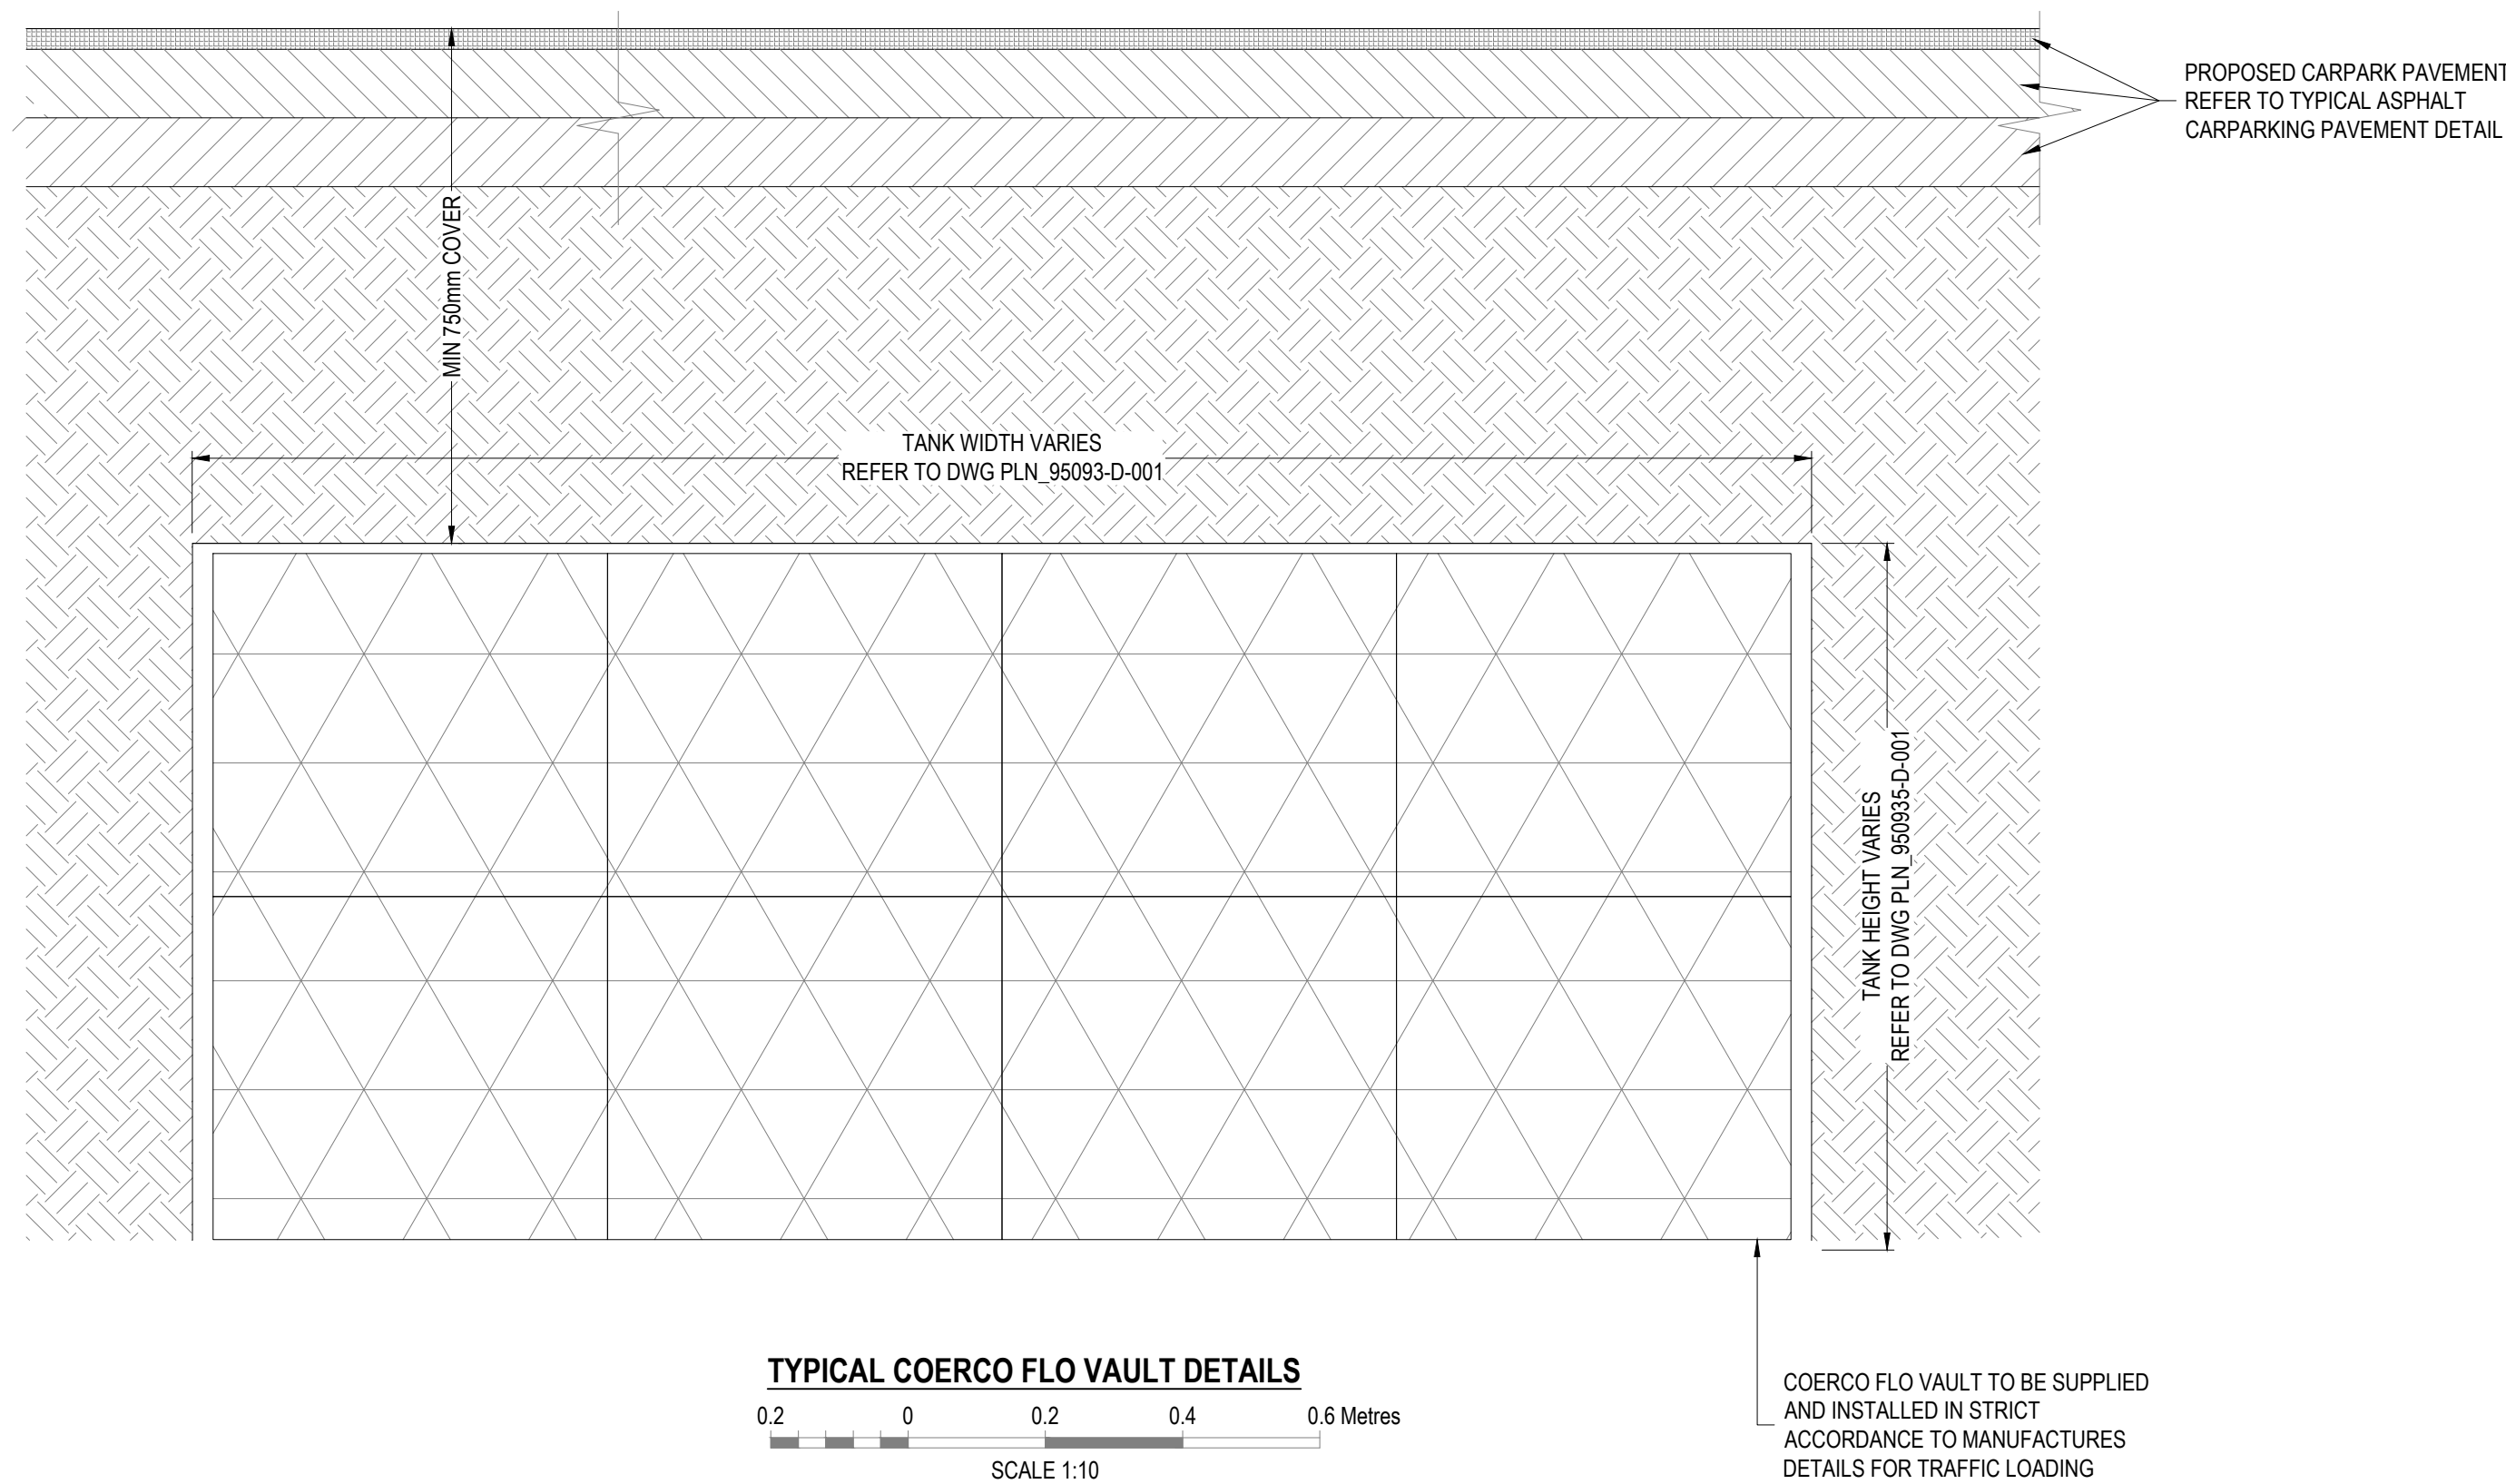 PROPOSED CARPARK PAVEMENT
REFER TO TYPICAL ASPHALT
CARPARKING PAVEMENT DETAIL
MIN 750mm COVER
TANK WIDTH VARIES
REFER TO DWG PLN_95093-D-001
TANK HEIGHT VARIES
REFER TO DWG PLN_950935-D-001
TYPICAL COERCO FLO VAULT DETAILS
0.2 0 0.2 0.4 0.6 Metres
SCALE 1:10
COERCO FLO VAULT TO BE SUPPLIED
AND INSTALLED IN STRICT
ACCORDANCE TO MANUFACTURES
DETAILS FOR TRAFFIC LOADING